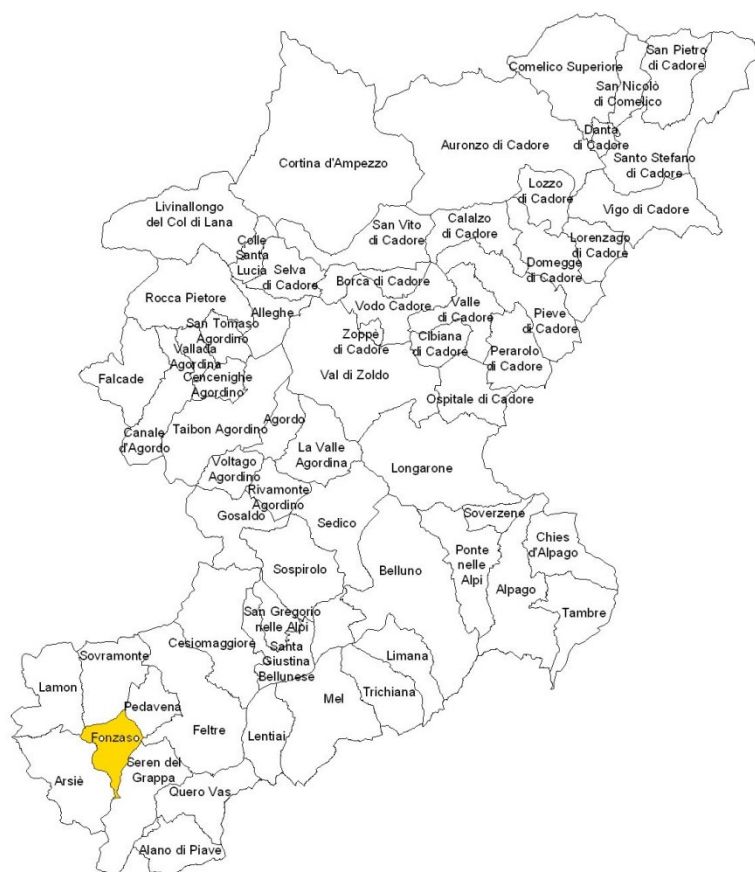 San Pietro
di Cadore
Comelico Superiore
San Nicolò
di Comelico
Danta
di Cadore
Auronzo di Cadore
Santo Stefano
di Cadore
Cortina d'Ampezzo
Lozzo
di Cadore
Vigo di Cadore
Livinallongo
del Col di Lana
San Vito
di Cadore
Calalzo
di Cadore
Colle
Santa
Lucia
Lorenzago
di Cadore
Selva
di Cadore
Domegge
di Cadore
Borca di Cadore
Rocca Pietore
Vodo Cadore
Valle
di Cadore
Pieve
di Cadore
Alleghe
San Tomaso
Agordino
Zoppè
di Cadore
Cibiana
di Cadore
Vallada
Agordina
Perarolo
di Cadore
Falcade
Cencenighe
Agordino
Val di Zoldo
Ospitale di Cadore
Canale
d'Agordo
Taibon Agordino
Agordo
La Valle
Agordina
Longarone
Voltago
Agordino
Rivamonte
Agordino
Gosaldo
Sedico
Soverzene
Chies
d'Alpago
Ponte
nelle
Alpi
Sospirolo
Belluno
Alpago
Tambre
San Gregorio
nelle Alpi
Cesiomaggiore
Santa
Giustina
Bellunese
Sovramonte
Limana
Lamon
Trichiana
Mel
Pedavena
Feltre
Lentiai
Fonzaso
Seren del
Grappa
Arsiè
Quero Vas
Alano di Piave